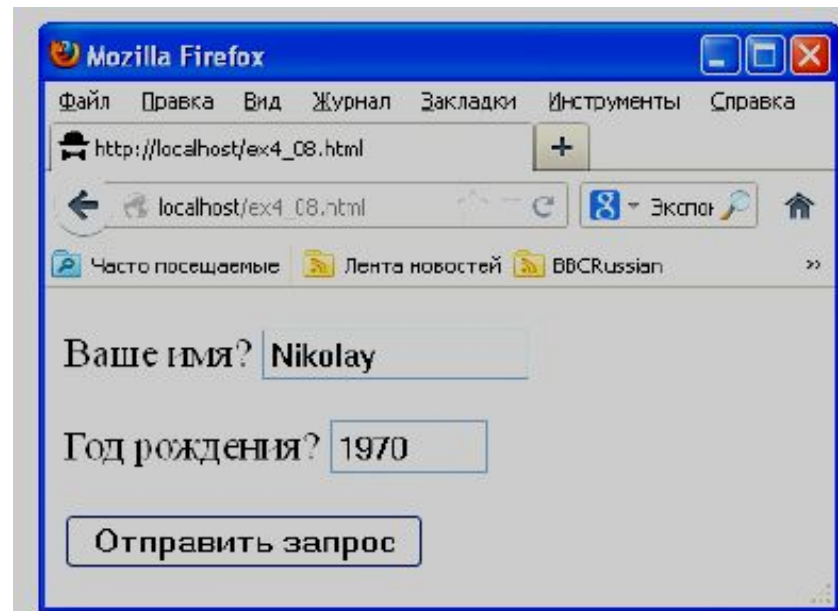 Mozilla Firefox
Файл Правка Вид Журнал Закладки Инструменты Справка
http://localhost/ex4_08.html +
localhost/ex4_08.html 8
Часто посещаемые Лента новостей BBCRussian »
Ваше имя? Nikolay
Год рождения? 1970
Отправить запрос